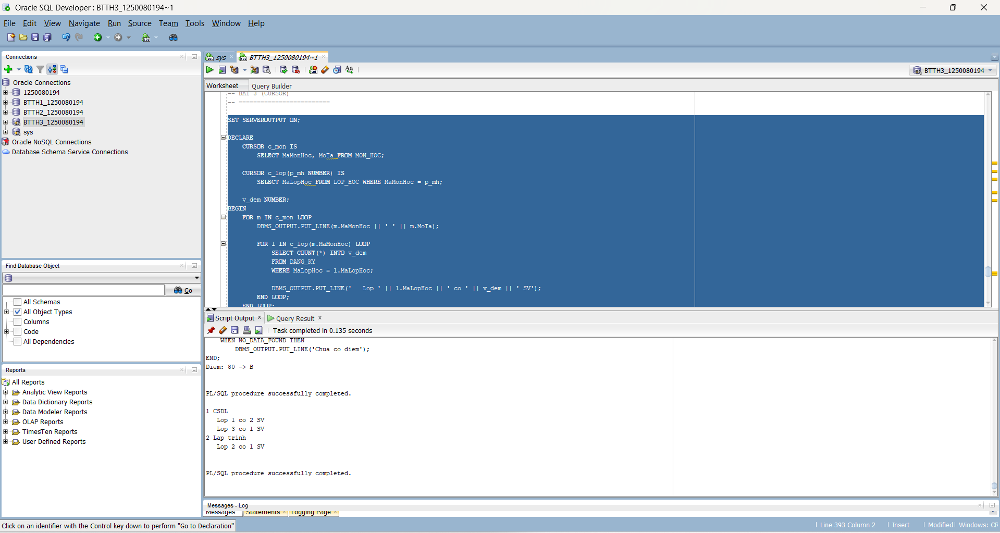 Oracle SQL Developer : BTTH3_1250080194~1
File Edit View Navigate Run Source Team Tools Window Help
Connections
Oracle Connections
1250080194
BTTH1_1250080194
BTTH2_1250080194
BTTH3_1250080194
sys
Oracle NoSQL Connections
Database Schema Service Connections
Find Database Object
Go
All Schemas
All Object Types
Columns
Code
All Dependencies
Reports
All Reports
Analytic View Reports
Data Dictionary Reports
Data Modeler Reports
OLAP Reports
TimesTen Reports
User Defined Reports
sys
BTTH3_1250080194~1
BTTH3_1250080194
Worksheet Query Builder
-- BAI 3 (CURSOR)
-- =========================
SET SERVEROUTPUT ON;
DECLARE
CURSOR c_mon IS
SELECT MaMonHoc, MoTa FROM MON_HOC;
CURSOR c_lop(p_mh NUMBER) IS
SELECT MaLopHoc FROM LOP_HOC WHERE MaMonHoc = p_mh;
v_dem NUMBER;
BEGIN
FOR m IN c_mon LOOP
DBMS_OUTPUT.PUT_LINE(m.MaMonHoc || ' ' || m.MoTa);
FOR l IN c_lop(m.MaMonHoc) LOOP
SELECT COUNT(*) INTO v_dem
FROM DANG_KY
WHERE MaLopHoc = l.MaLopHoc;
DBMS_OUTPUT.PUT_LINE('   Lop ' || l.MaLopHoc || ' co ' || v_dem || ' SV');
END LOOP;
END LOOP;
Script Output Query Result
Task completed in 0.135 seconds
WHEN NO_DATA_FOUND THEN
DBMS_OUTPUT.PUT_LINE('Chua co diem');
END;
Diem: 80 -> B
PL/SQL procedure successfully completed.
1 CSDL
Lop 1 co 2 SV
Lop 3 co 1 SV
2 Lap trinh
Lop 2 co 1 SV
PL/SQL procedure successfully completed.
Messages - Log
Messages Statements Logging Page
Click on an identifier with the Control key down to perform "Go to Declaration"
Line 393 Column 2 Insert Modified Windows: CR